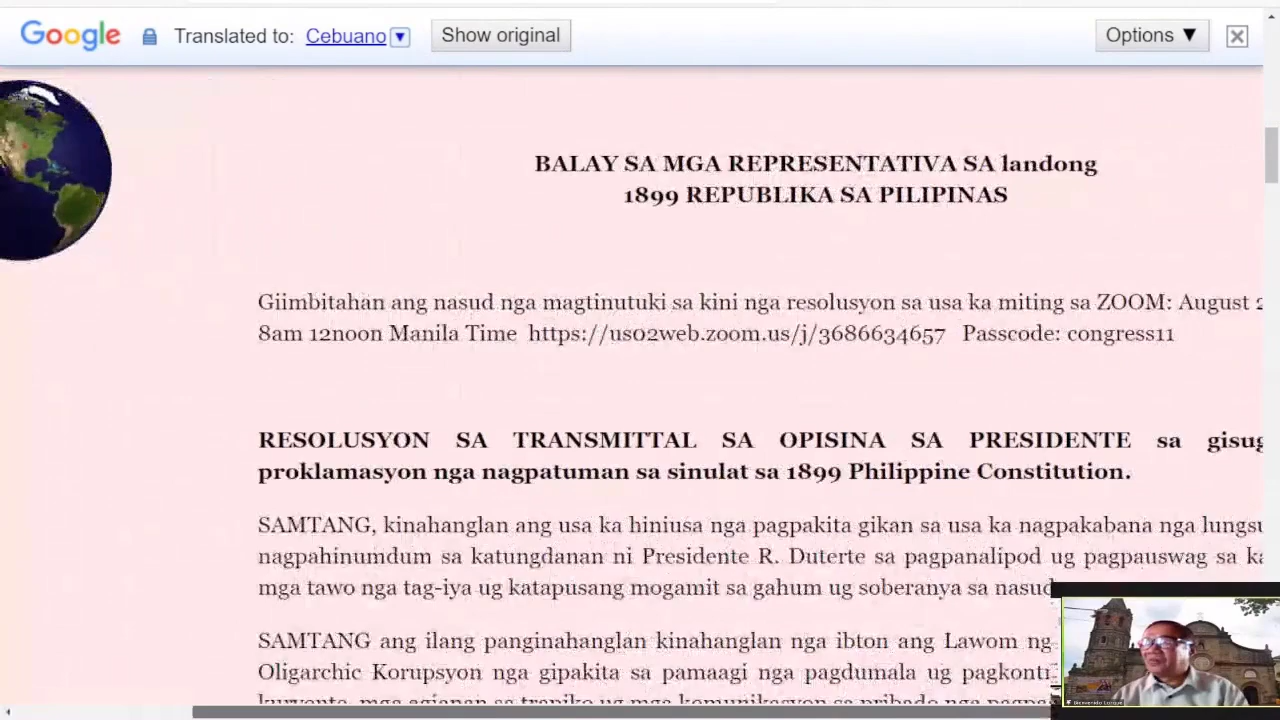 Google Translated to: Cebuano ▼ Show original Options ▼
BALAY SA MGA REPRESENTATIVA SA landong
1899 REPUBLIKA SA PILIPINAS
Giimbitahan ang nasud nga magtinutuki sa kini nga resolusyon sa usa ka miting sa ZOOM: August
8am 12noon Manila Time https://us02web.zoom.us/j/3686634657 Passcode: congress11
RESOLUSYON SA TRANSMITTAL SA OPISINA SA PRESIDENTE sa
proklamasyon nga nagpatuman sa sinulat sa 1899 Philippine Constitution.
SAMTANG, kinahanglan ang usa ka hiniusa nga pagpakita gikan sa usa ka nagpakabana nga
nagpahinumdum sa katungdanan ni Presidente R. Duterte sa pagpanalipod ug pagpauswag sa
mga tawo nga tag-iya ug katapusang mogamit sa gahum ug soberanya sa nasud
SAMTANG ang ilang panginahanglan kinahanglan nga ibton ang Lawom ng
Oligarchic Korupsyon nga gipakita sa pamaagi nga pagdumala ug